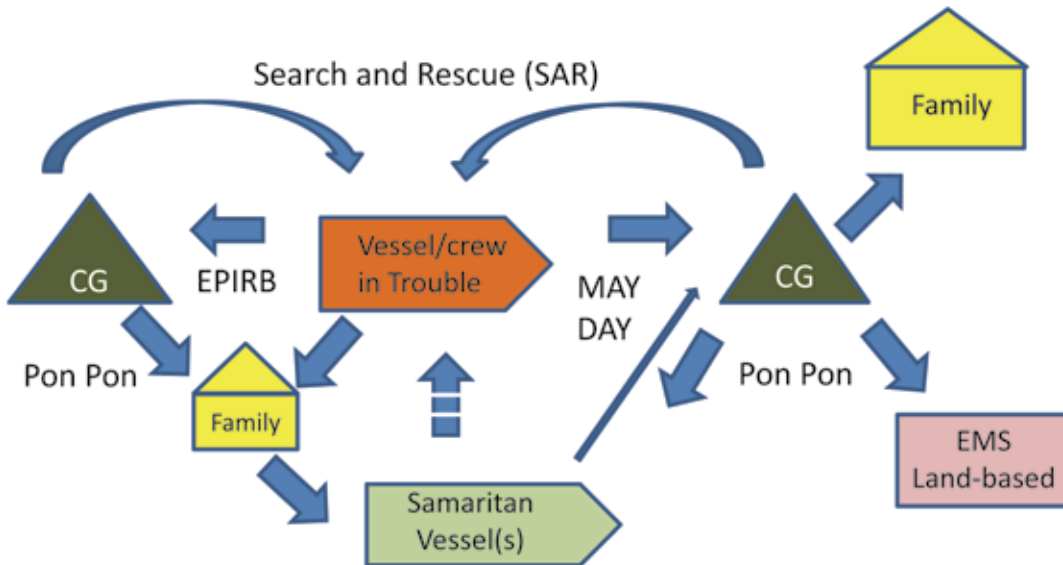 Search and Rescue (SAR)
Family
CG
EPIRB
Vessel/crew
in Trouble
MAY
DAY
CG
Pon Pon
Family
Pon Pon
Samaritan
Vessel(s)
EMS
Land-based